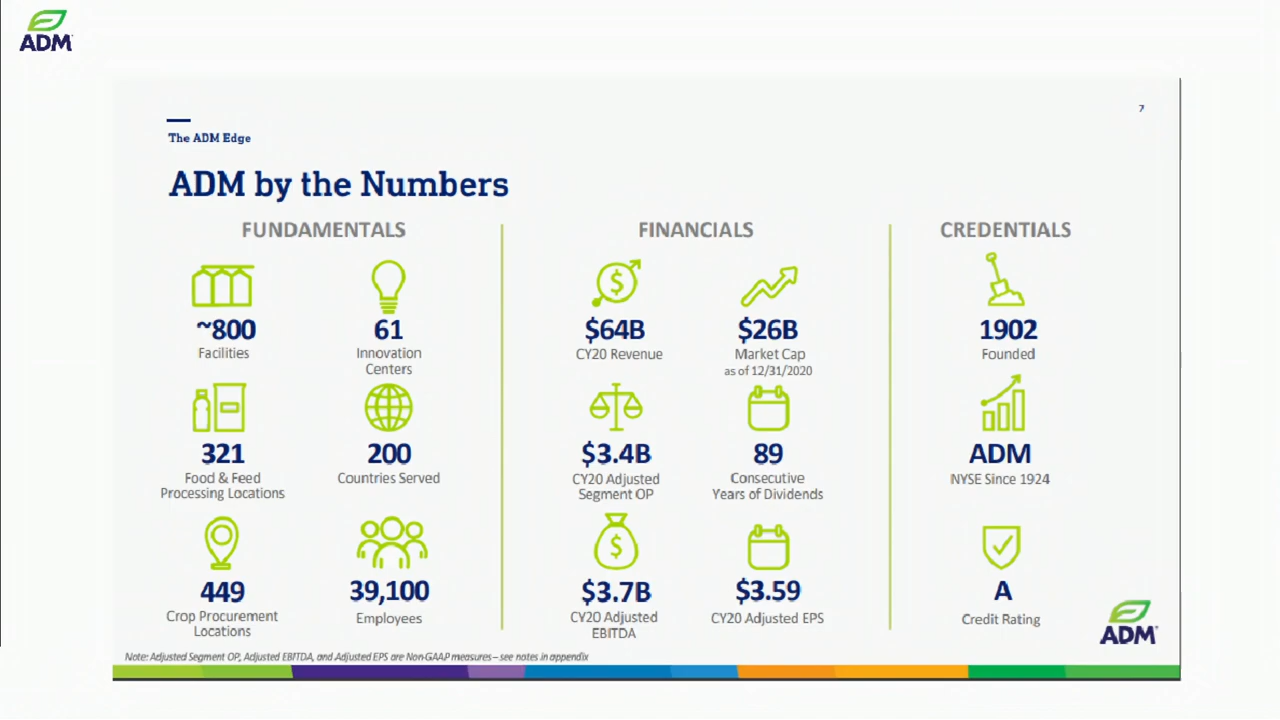 ADM
7
The ADM Edge
ADM by the Numbers
FUNDAMENTALS
~800
Facilities
61
Innovation
Centers
321
Food & Feed
Processing Locations
200
Countries Served
449
Crop Procurement
Locations
39,100
Employees
FINANCIALS
$64B
CY20 Revenue
$26B
Market Cap
as of 12/31/2020
$3.4B
CY20 Adjusted
Segment OP
89
Consecutive
Years of Dividends
$3.7B
CY20 Adjusted
EBITDA
$3.59
CY20 Adjusted EPS
CREDENTIALS
1902
Founded
ADM
NYSE Since 1924
A
Credit Rating
ADM
Note: Adjusted Segment OP, Adjusted EBITDA, and Adjusted EPS are Non-GAAP measures – see notes in appendix